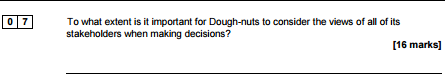 0 7 To what extent is it important for Dough-nuts to consider the views of all of its
stakeholders when making decisions?
[16 marks]